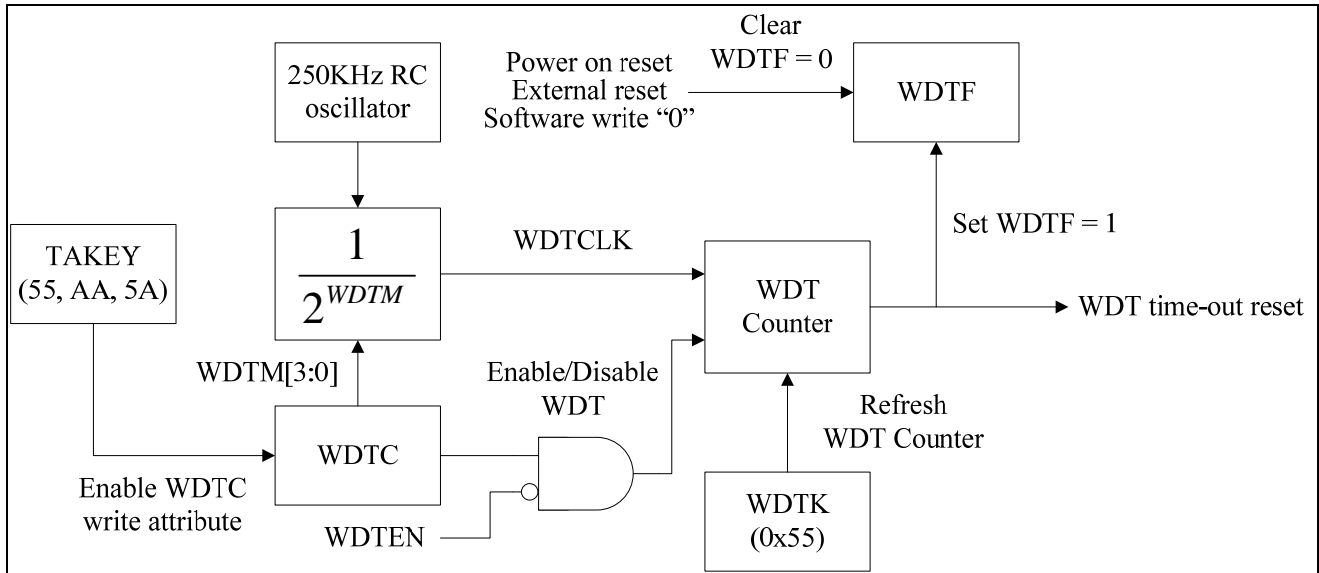 Clear
WDTF = 0
250KHz RC
oscillator
Power on reset
External reset
Software write “0”
WDTF
TAKEY
(55, AA, 5A)
1
2^WDTM
WDTCLK
Set WDTF = 1
WDT
Counter
WDT time-out reset
WDTM[3:0]
Enable/Disable
WDT
Refresh
WDT Counter
WDTC
Enable WDTC
write attribute
WDTEN
WDTK
(0x55)